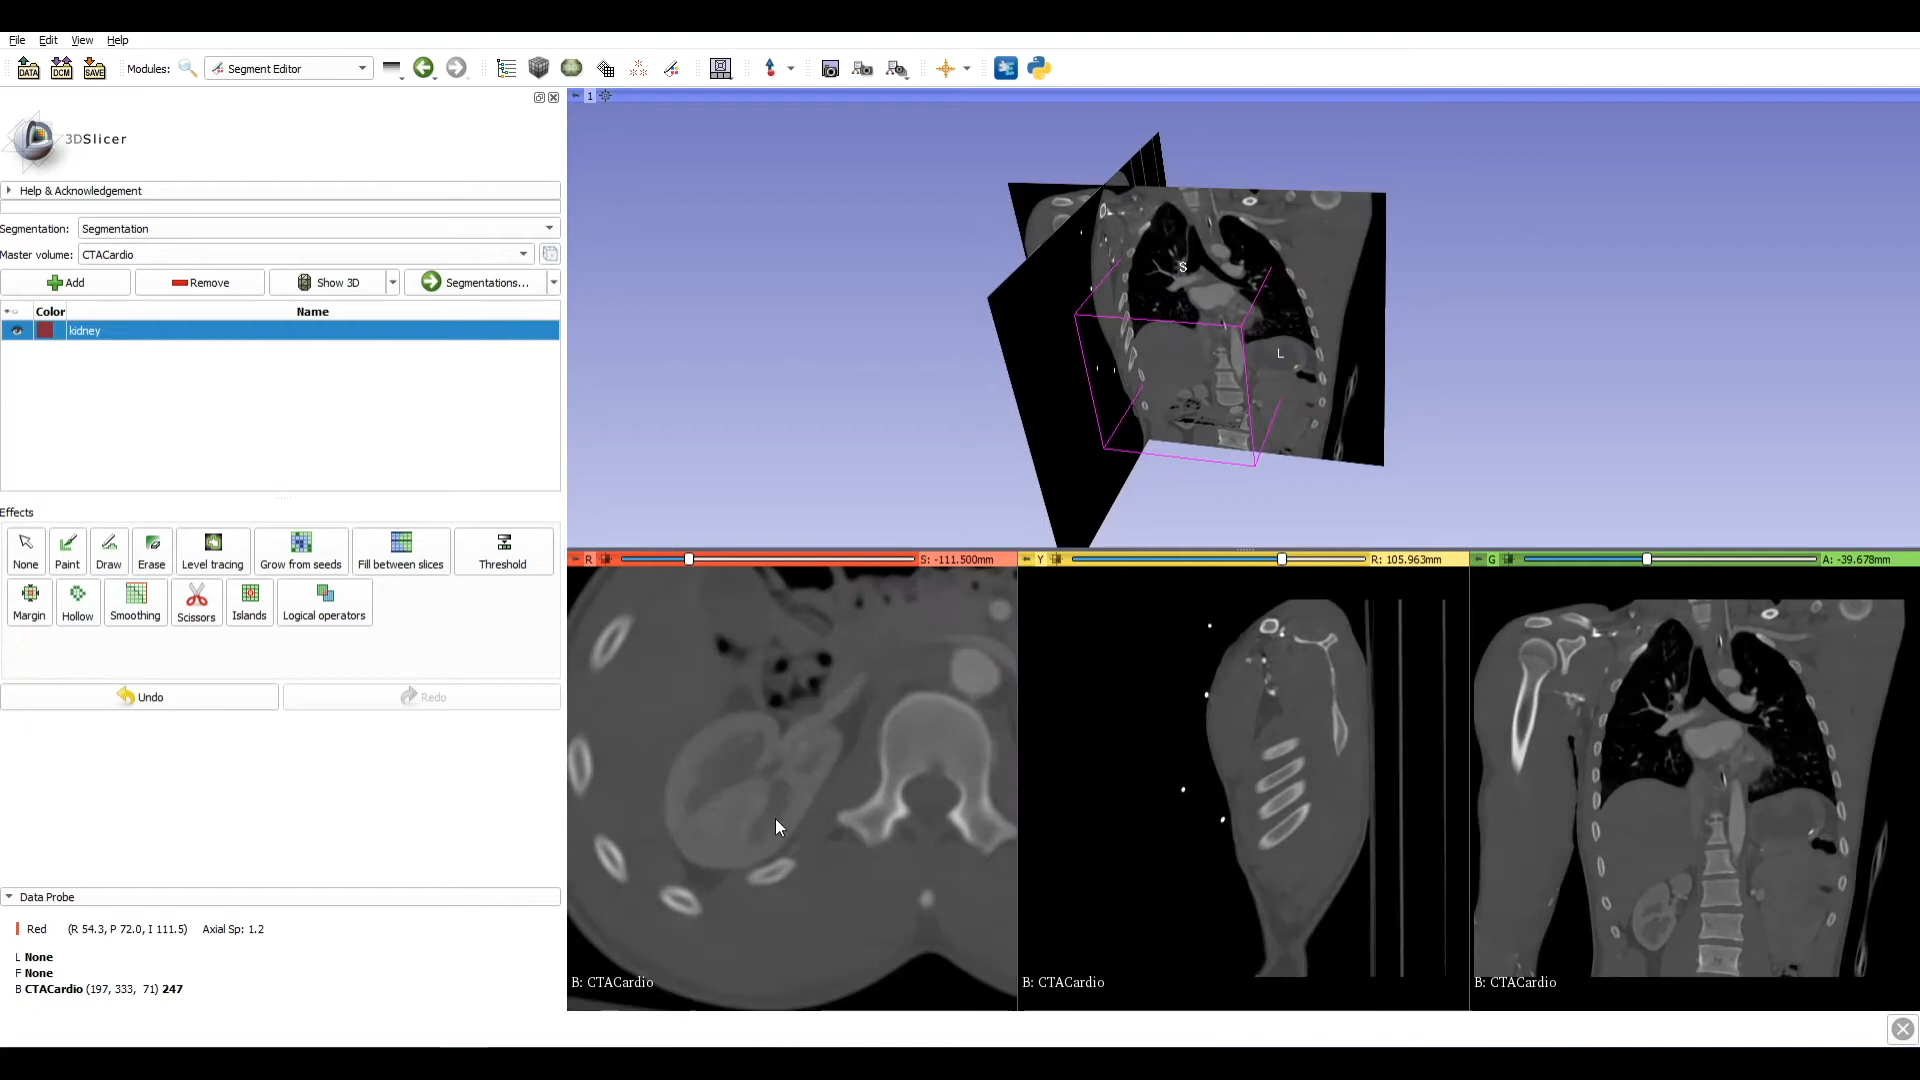 File Edit View Help
DATA DCM SAVE Modules: Segment Editor
1
3DSlicer
Help & Acknowledgement
Segmentation: Segmentation
Master volume: CTACardio
Add Remove Show 3D Segmentations...
Color Name
kidney
S
L
Effects
None Paint Draw Erase Level tracing Grow from seeds Fill between slices Threshold
Margin Hollow Smoothing Scissors Islands Logical operators
Undo Redo
R S: -111.500mm Y R: 105.963mm G A: -39.678mm
Data Probe
Red (R 54.3, P 72.0, I 111.5) Axial Sp: 1.2
L None
F None
B CTACardio (197, 333, 71) 247
B: CTACardio B: CTACardio B: CTACardio